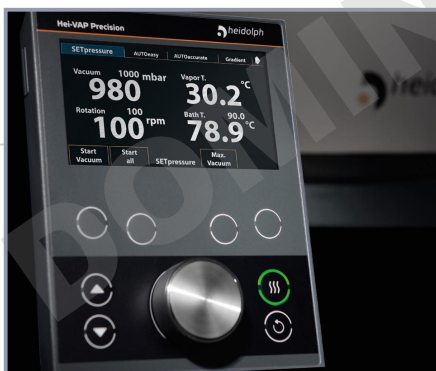 Hei-VAP Precision heidolph
SETpressure AUTOeasy AUTOaccurate Gradient
Vacuum 1000 mbar Vapor T.
980 30.2 °C
Rotation 100 Bath T. 90.0
100 rpm 78.9 °C
Start Vacuum Start all SETpressure Max. Vacuum
DOMIN